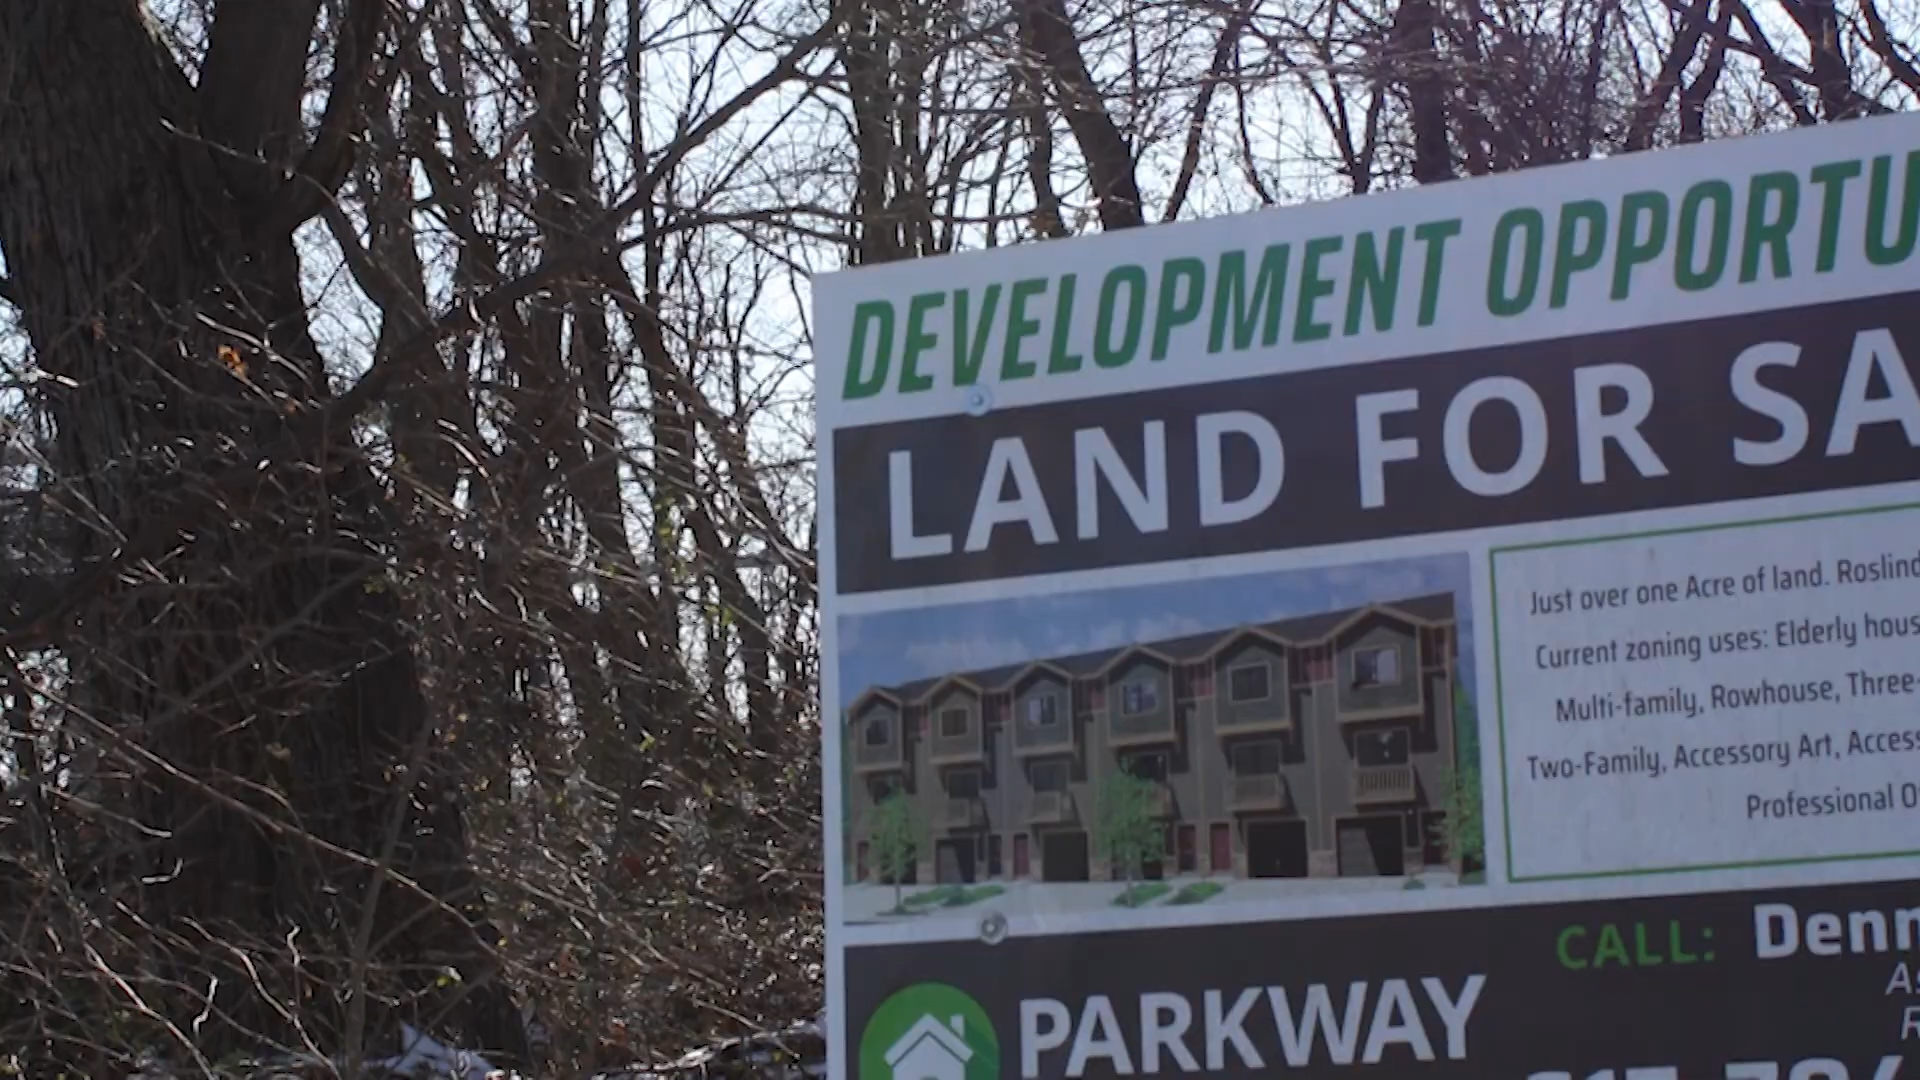 DEVELOPMENT OPPORTU
LAND FOR SA
Just over one Acre of land. Roslind
Current zoning uses: Elderly hous
Multi-family, Rowhouse, Three-
Two-Family, Accessory Art, Access
Professional O
CALL: Denn
PARKWAY